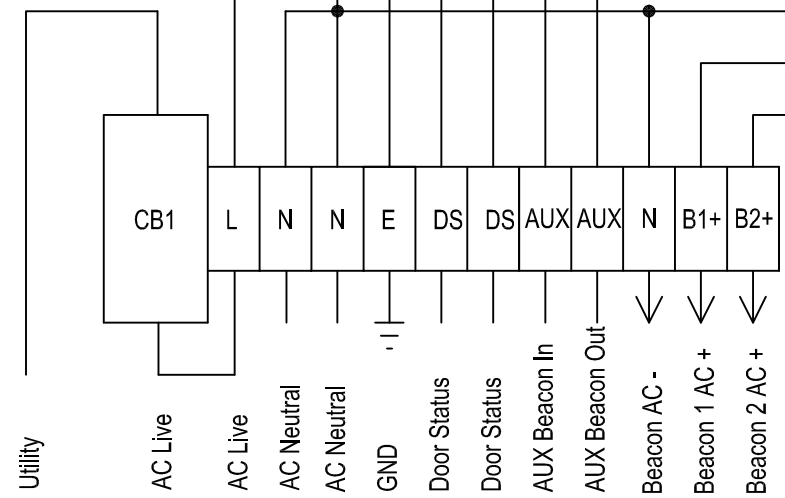 CB1
L
N
N
E
DS
DS
AUX
AUX
N
B1+
B2+
Utility
AC Live
AC Live
AC Neutral
AC Neutral
GND
Door Status
Door Status
AUX Beacon In
AUX Beacon Out
Beacon AC -
Beacon 1 AC +
Beacon 2 AC +